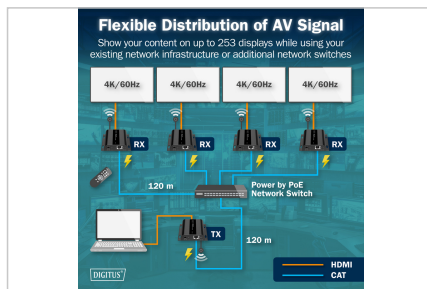 Flexible Distribution of AV Signal
Show your content on up to 253 displays while using your
existing network infrastructure or additional network switches
4K/60Hz
4K/60Hz
4K/60Hz
4K/60Hz
RX
RX
RX
RX
120 m
Power by PoE
Network Switch
TX
120 m
DIGITUS®
HDMI
CAT